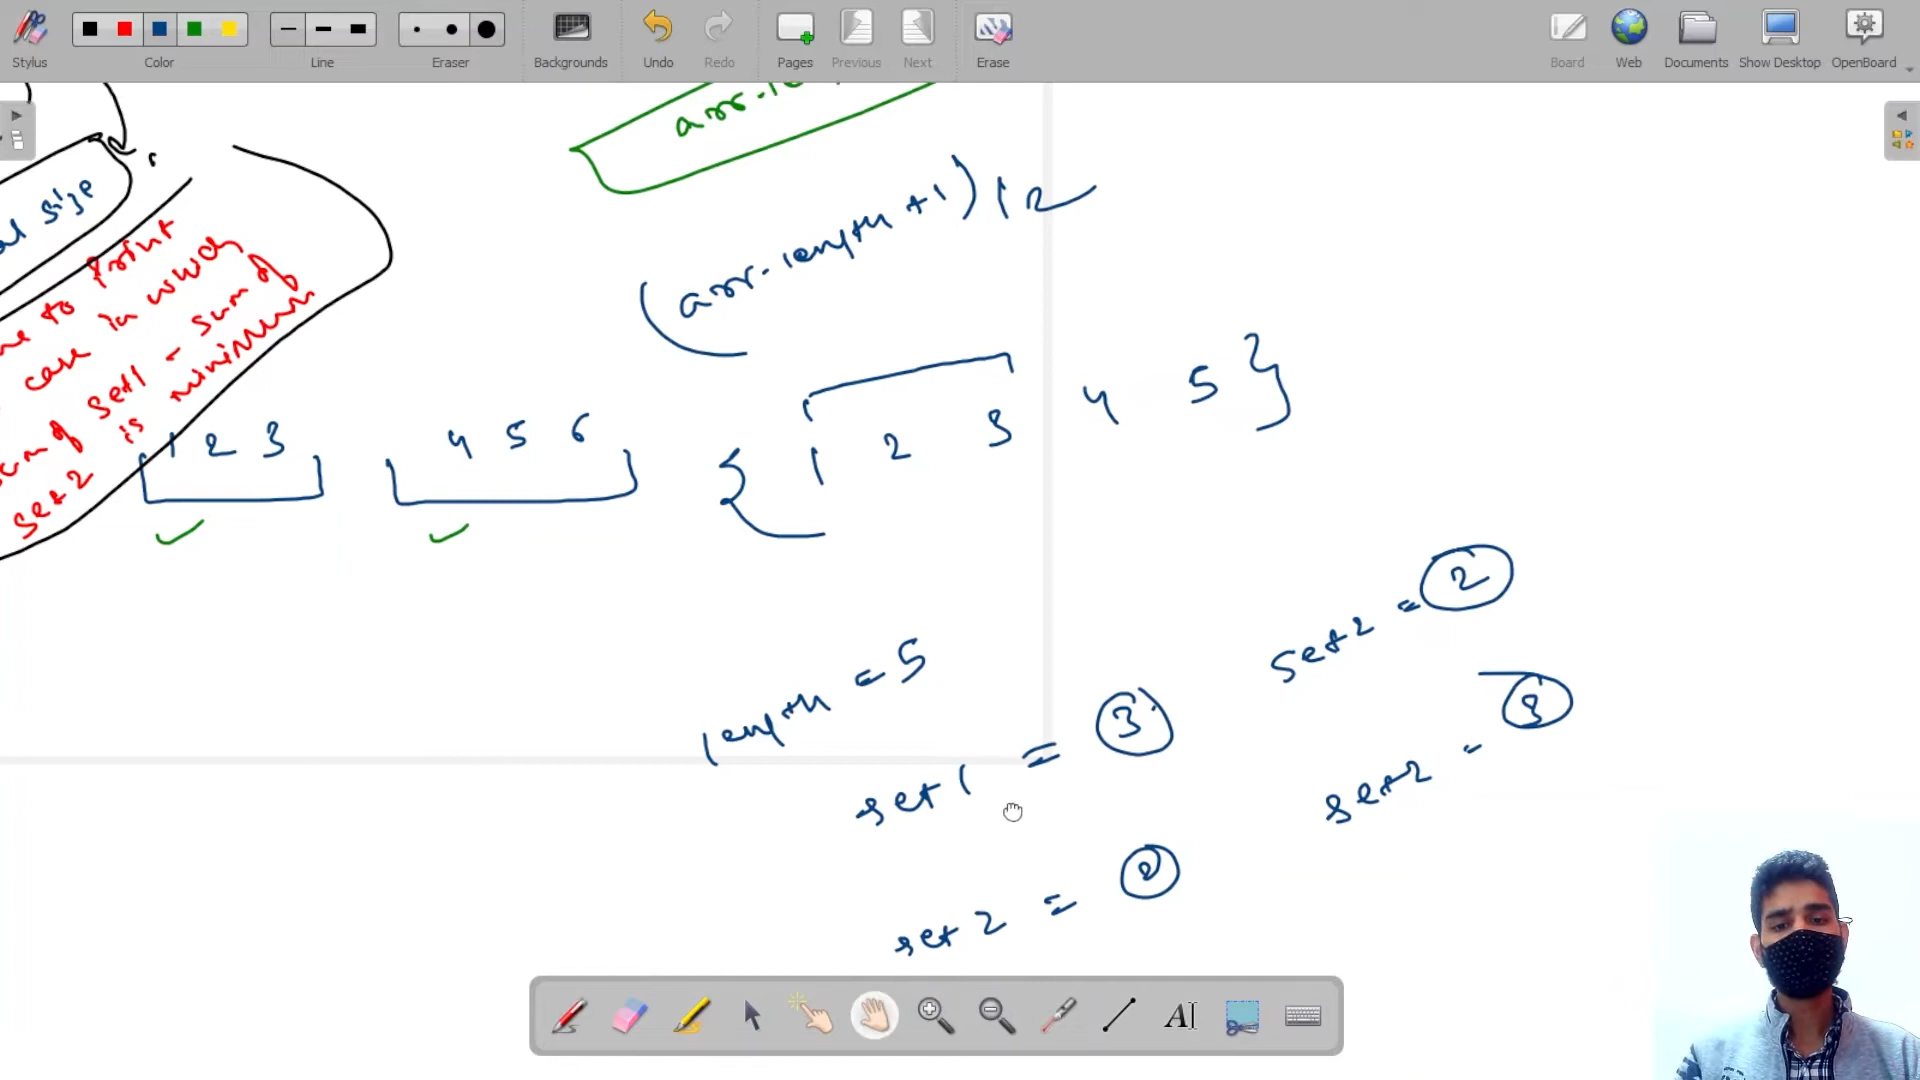 Stylus
Color
Line
Eraser
Backgrounds
Undo
Redo
Pages
Previous
Next
Erase
Board
Web
Documents
Show Desktop
OpenBoard
size
to print
case in which
sum of set1 - sum of
set2 is minimum
(arr.length +1) / 2
1 2 3
4 5 6
{ 1 2 3 4 5 }
length = 5
set 1 = 3
set 2 = 2
set2 = 2
set2 - 3